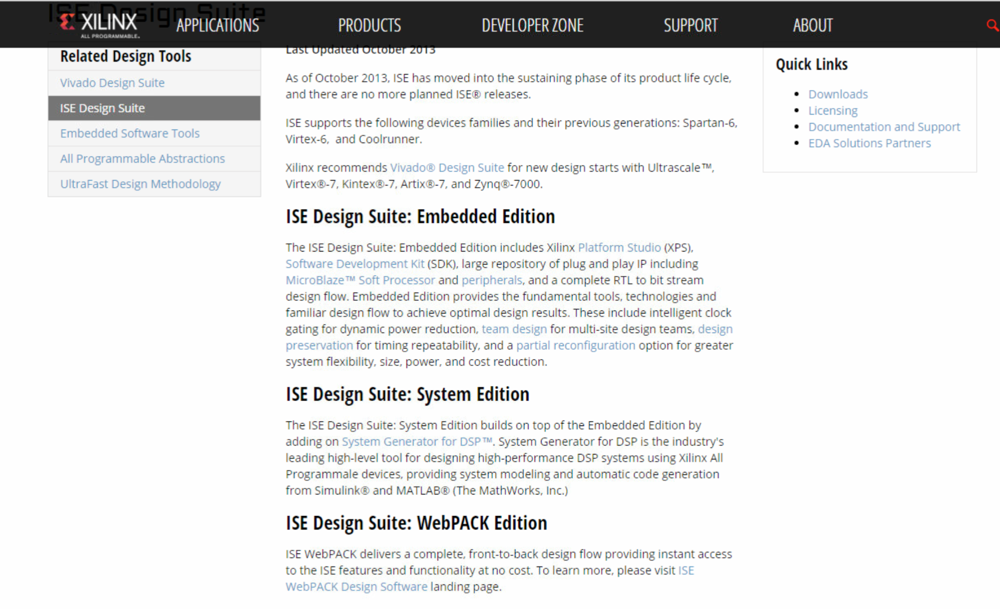 ISE Design Suite
XILINX
ALL PROGRAMMABLE.
APPLICATIONS
PRODUCTS
DEVELOPER ZONE
SUPPORT
ABOUT
Related Design Tools
Vivado Design Suite
ISE Design Suite
Embedded Software Tools
All Programmable Abstractions
UltraFast Design Methodology
Last Updated October 2013
As of October 2013, ISE has moved into the sustaining phase of its product life cycle,
and there are no more planned ISE® releases.
ISE supports the following devices families and their previous generations: Spartan-6,
Virtex-6, and Coolrunner.
Xilinx recommends Vivado® Design Suite for new design starts with Ultrascale™,
Virtex®-7, Kintex®-7, Artix®-7, and Zynq®-7000.
ISE Design Suite: Embedded Edition
The ISE Design Suite: Embedded Edition includes Xilinx Platform Studio (XPS),
Software Development Kit (SDK), large repository of plug and play IP including
MicroBlaze™ Soft Processor and peripherals, and a complete RTL to bit stream
design flow. Embedded Edition provides the fundamental tools, technologies and
familiar design flow to achieve optimal design results. These include intelligent clock
gating for dynamic power reduction, team design for multi-site design teams, design
preservation for timing repeatability, and a partial reconfiguration option for greater
system flexibility, size, power, and cost reduction.
ISE Design Suite: System Edition
The ISE Design Suite: System Edition builds on top of the Embedded Edition by
adding on System Generator for DSP™. System Generator for DSP is the industry's
leading high-level tool for designing high-performance DSP systems using Xilinx All
Programmale devices, providing system modeling and automatic code generation
from Simulink® and MATLAB® (The MathWorks, Inc.)
ISE Design Suite: WebPACK Edition
ISE WebPACK delivers a complete, front-to-back design flow providing instant access
to the ISE features and functionality at no cost. To learn more, please visit ISE
WebPACK Design Software landing page.
Quick Links
Downloads
Licensing
Documentation and Support
EDA Solutions Partners